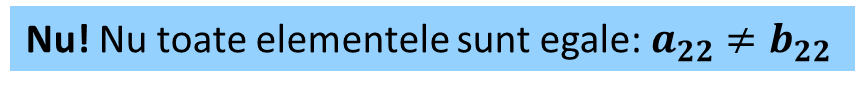 Nu! Nu toate elementele sunt egale: a₂₂ ≠ b₂₂